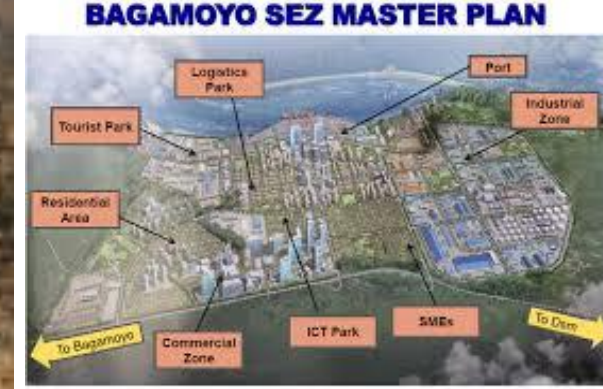 BAGAMOYO SEZ MASTER PLAN
Logistics
Park
Port
Industrial
Zone
Tourist Park
Residential
Area
Commercial
Zone
ICT Park
SMEs
To Bagamoyo
To Dsm